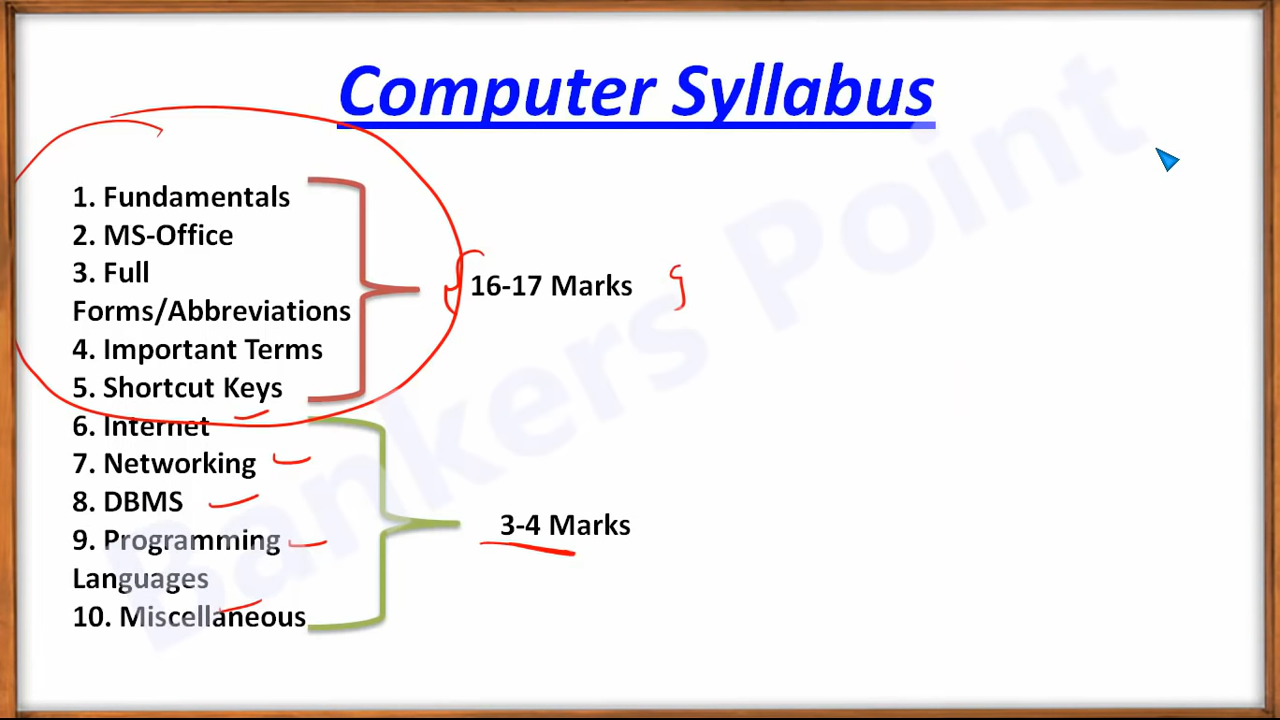 Computer Syllabus
1. Fundamentals
2. MS-Office
3. Full
Forms/Abbreviations
4. Important Terms
5. Shortcut Keys
16-17 Marks
6. Internet
7. Networking
8. DBMS
9. Programming
Languages
10. Miscellaneous
3-4 Marks
Bankers Point